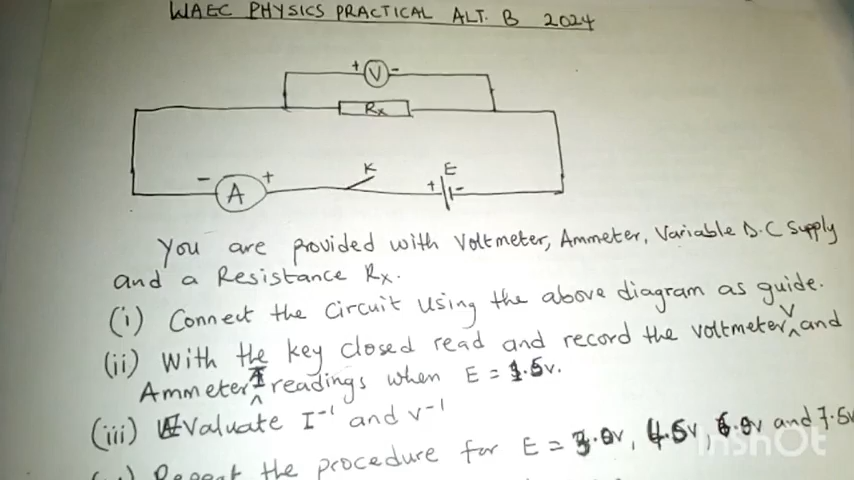 WAEC PHYSICS PRACTICAL ALT. B 2024
+ V -
Rx
- A +
K
E
+ -
You are provided with Voltmeter, Ammeter, Variable D.C Supply
and a Resistance Rx.
(i) Connect the Circuit Using the above diagram as guide.
(ii) With the key closed read and record the voltmeter V and
Ammeter I readings when E = 1.5v.
(iii) Evaluate I⁻¹ and V⁻¹
Repeat the procedure for E = 3.0v, 4.5v, 6.0v and 7.5v
InShOt